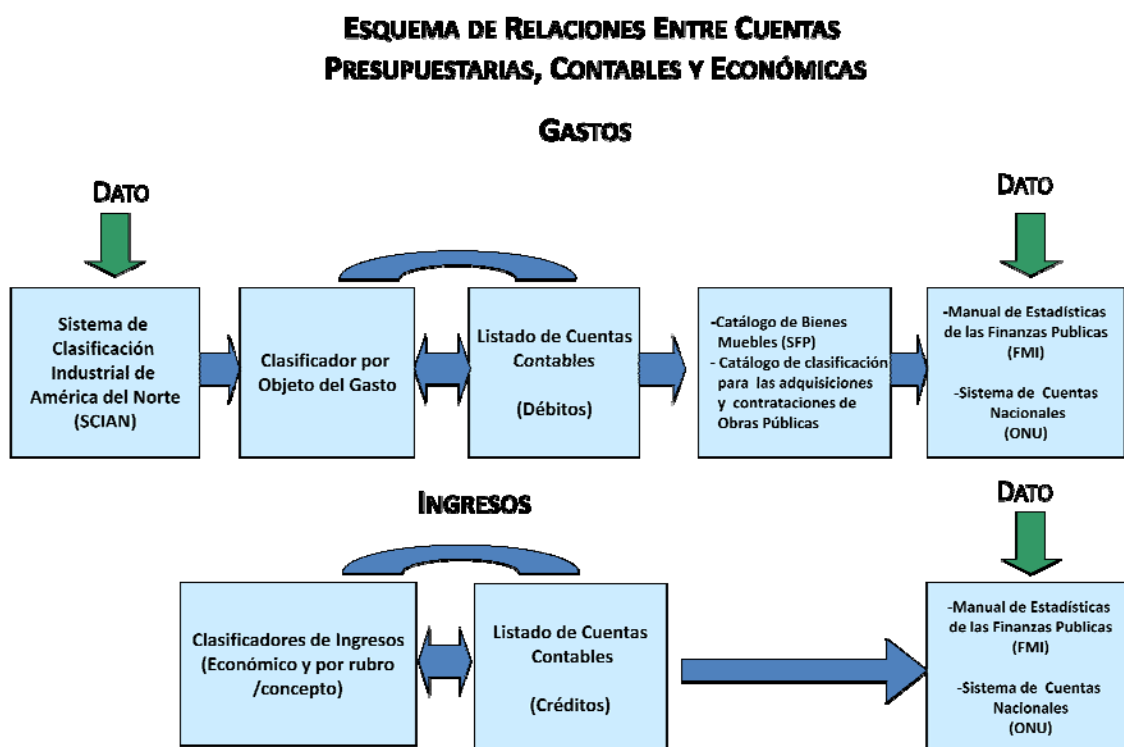 ESQUEMA DE RELACIONES ENTRE CUENTAS
PRESUPUESTARIAS, CONTABLES Y ECONÓMICAS
GASTOS
DATO
DATO
Sistema de
Clasificación
Industrial de
América del Norte
(SCIAN)
Clasificador por
Objeto del Gasto
Listado de Cuentas
Contables
(Débitos)
-Catálogo de Bienes
Muebles (SFP)
- Catálogo de clasificación
para las adquisiciones
y contrataciones de
Obras Públicas
-Manual de Estadísticas
de las Finanzas Publicas
(FMI)
-Sistema de Cuentas
Nacionales
(ONU)
INGRESOS
DATO
Clasificadores de Ingresos
(Económico y por rubro
/concepto)
Listado de Cuentas
Contables
(Créditos)
-Manual de Estadísticas
de las Finanzas Publicas
(FMI)
-Sistema de Cuentas
Nacionales
(ONU)